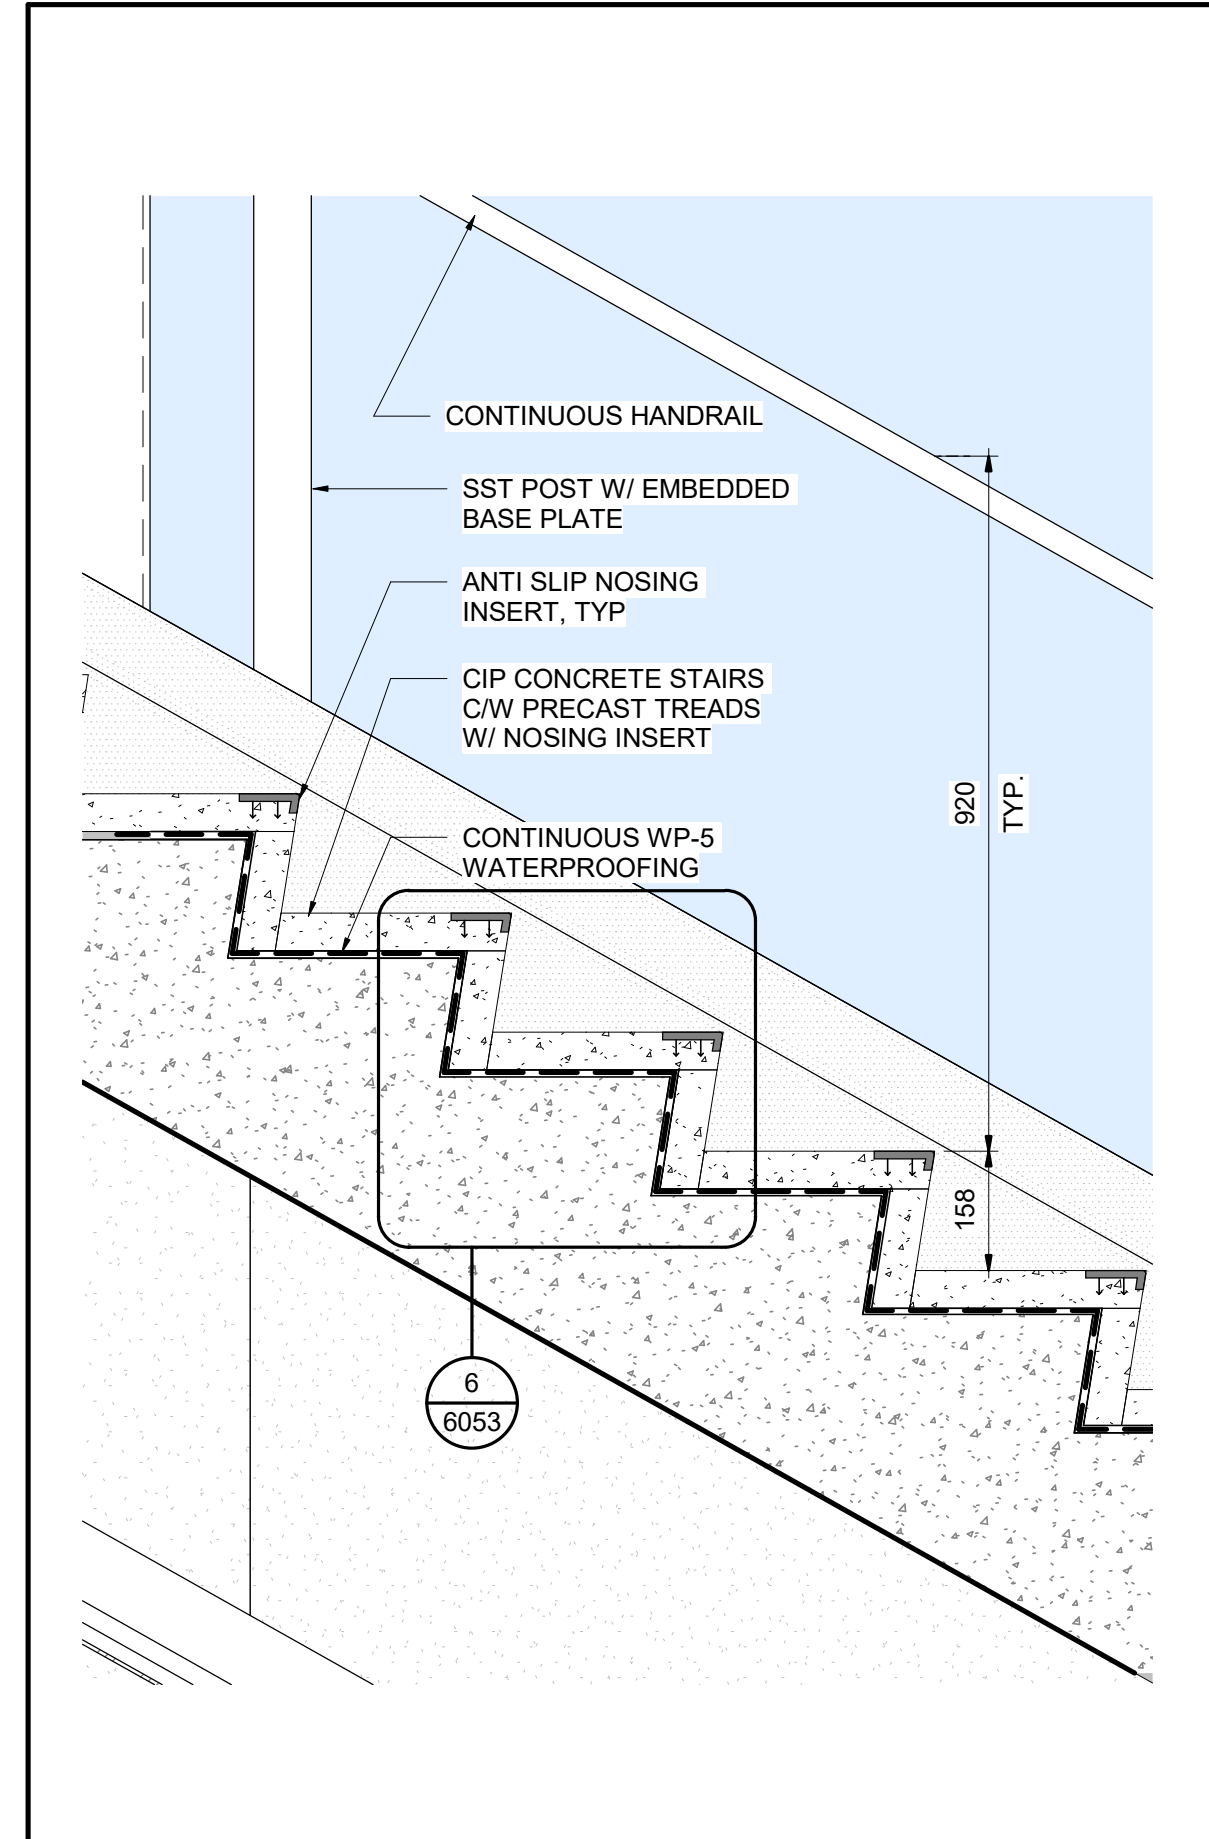 CONTINUOUS HANDRAIL
SST POST W/ EMBEDDED
BASE PLATE
ANTI SLIP NOSING
INSERT, TYP
CIP CONCRETE STAIRS
C/W PRECAST TREADS
W/ NOSING INSERT
920
TYP.
CONTINUOUS WP-5
WATERPROOFING
158
6
6053